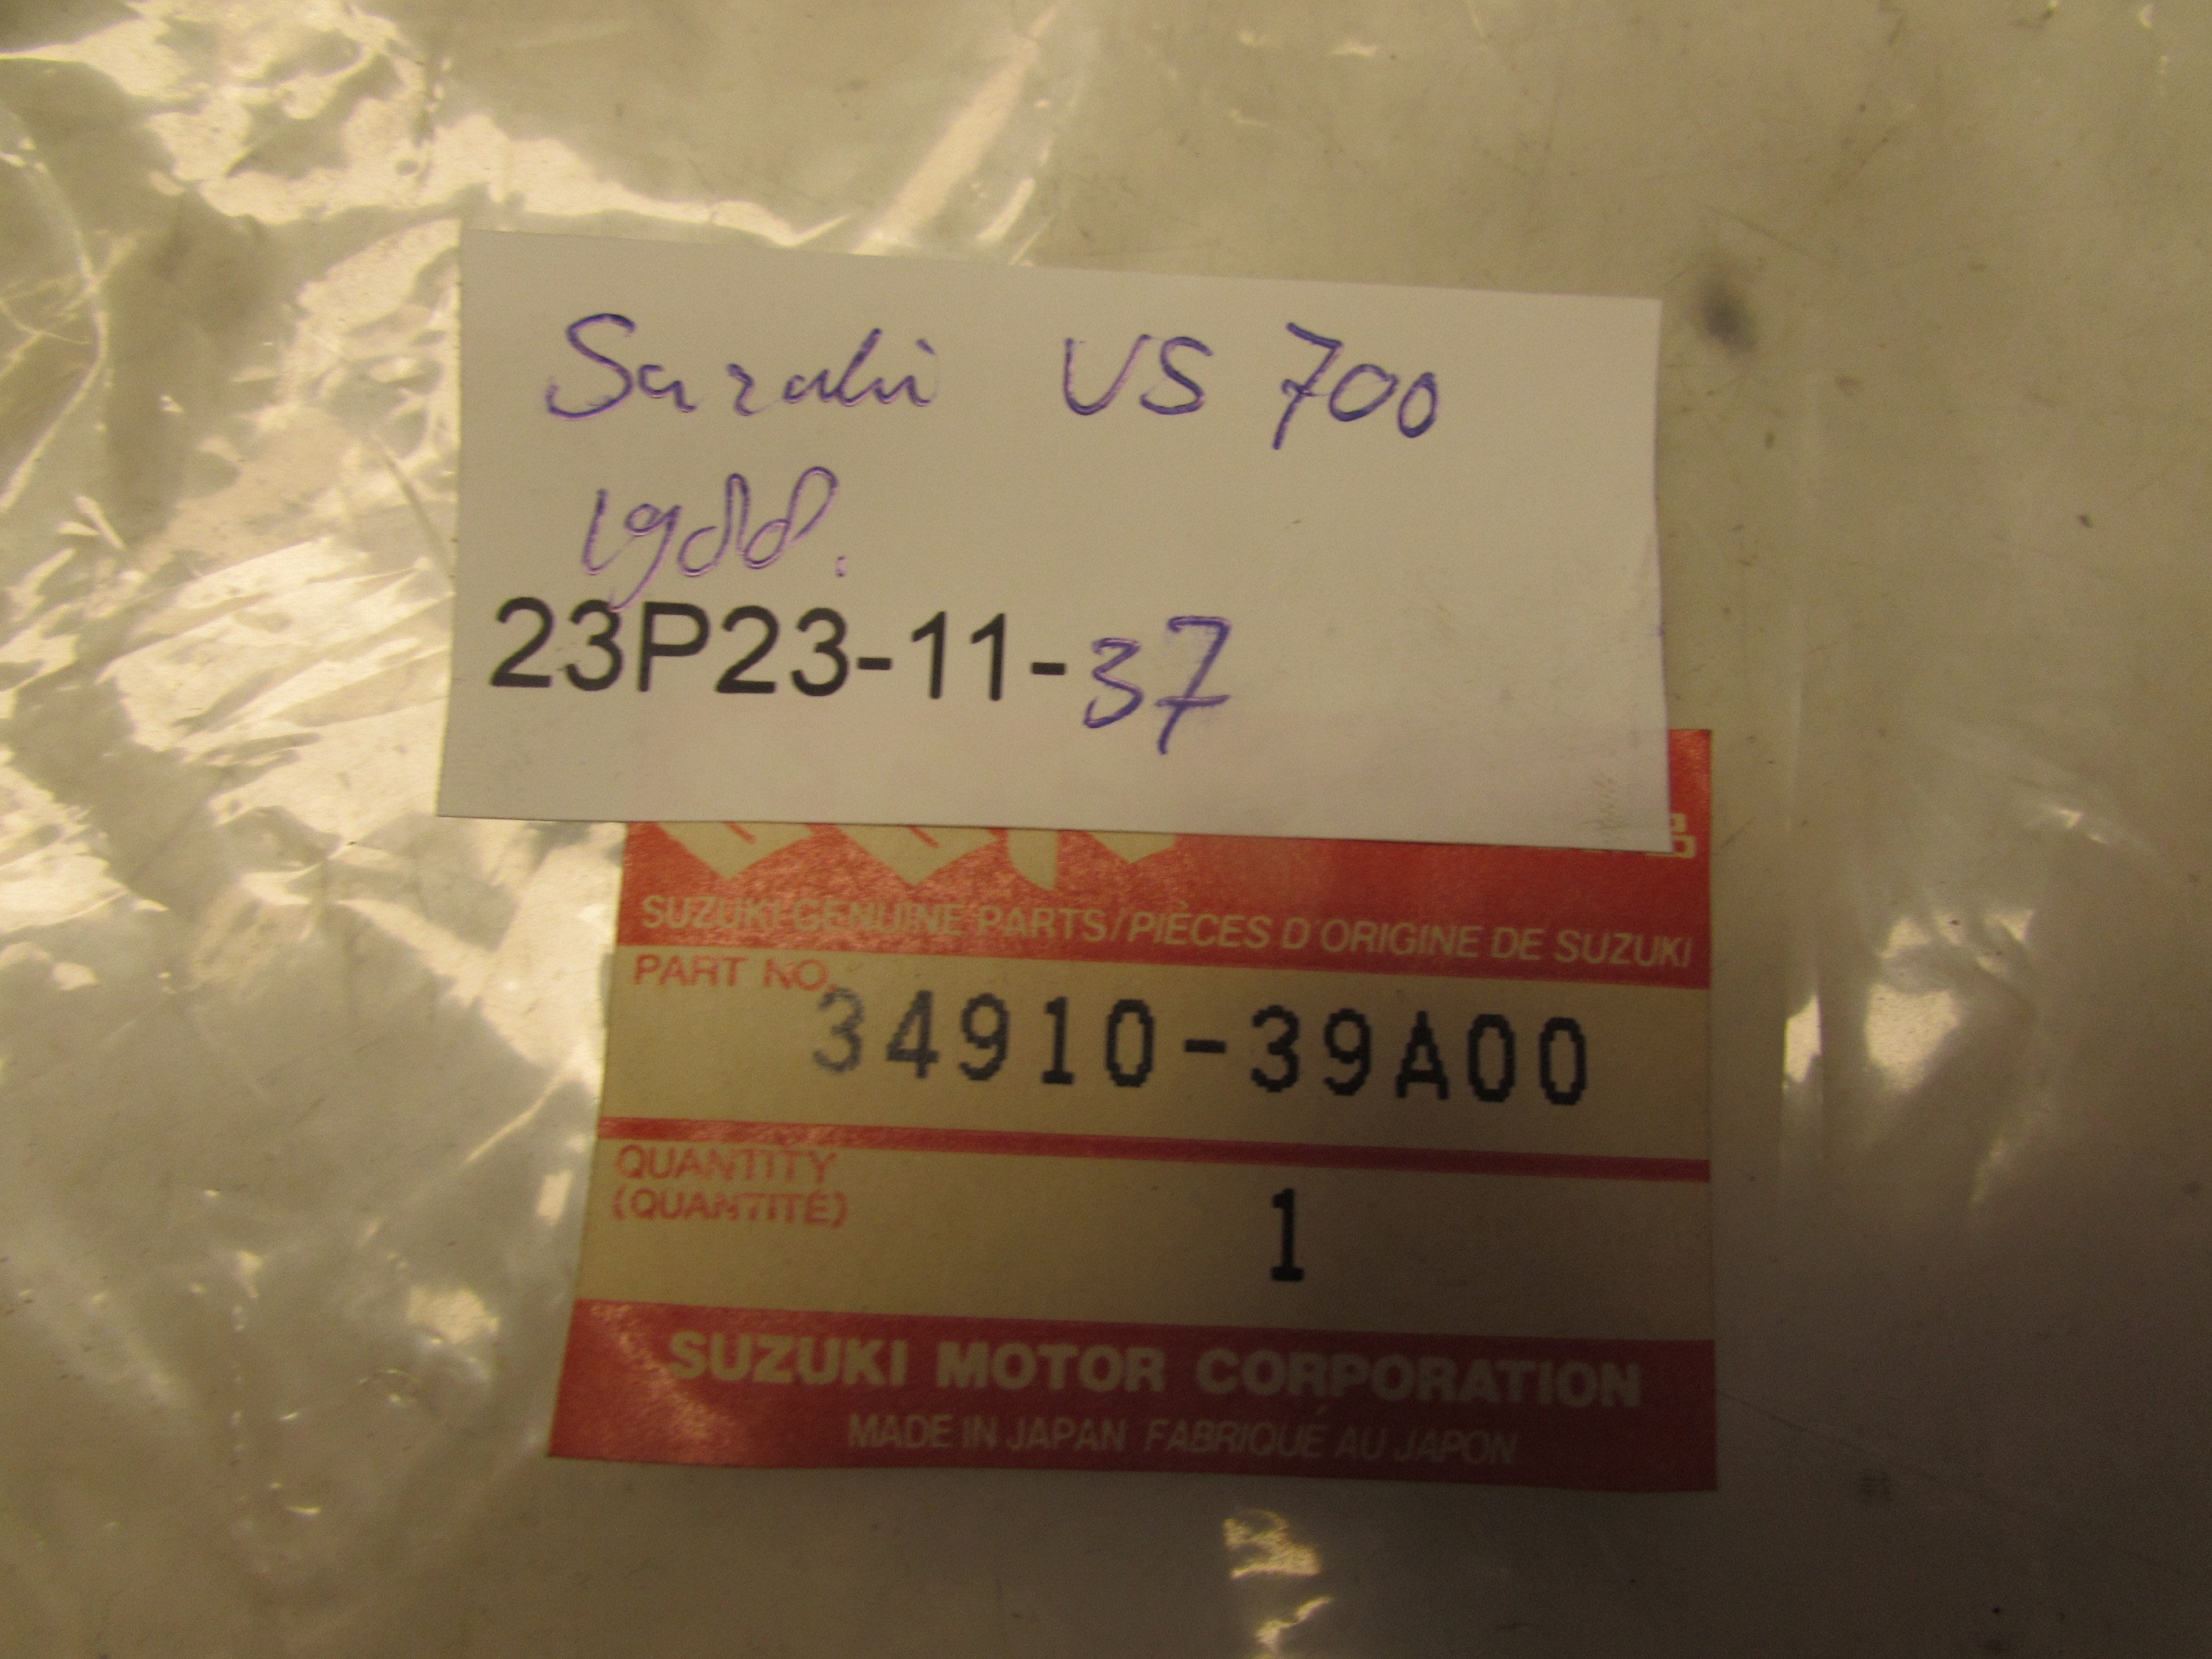 Suzuki VS 700
1988.
23P23-11-37
品
SUZUKI GENUINE PARTS/PIÈCES D'ORIGINE DE SUZUKI
PART NO.
34910-39A00
QUANTITY
(QUANTITÉ)
1
SUZUKI MOTOR CORPORATION
MADE IN JAPAN FABRIQUÉ AU JAPON